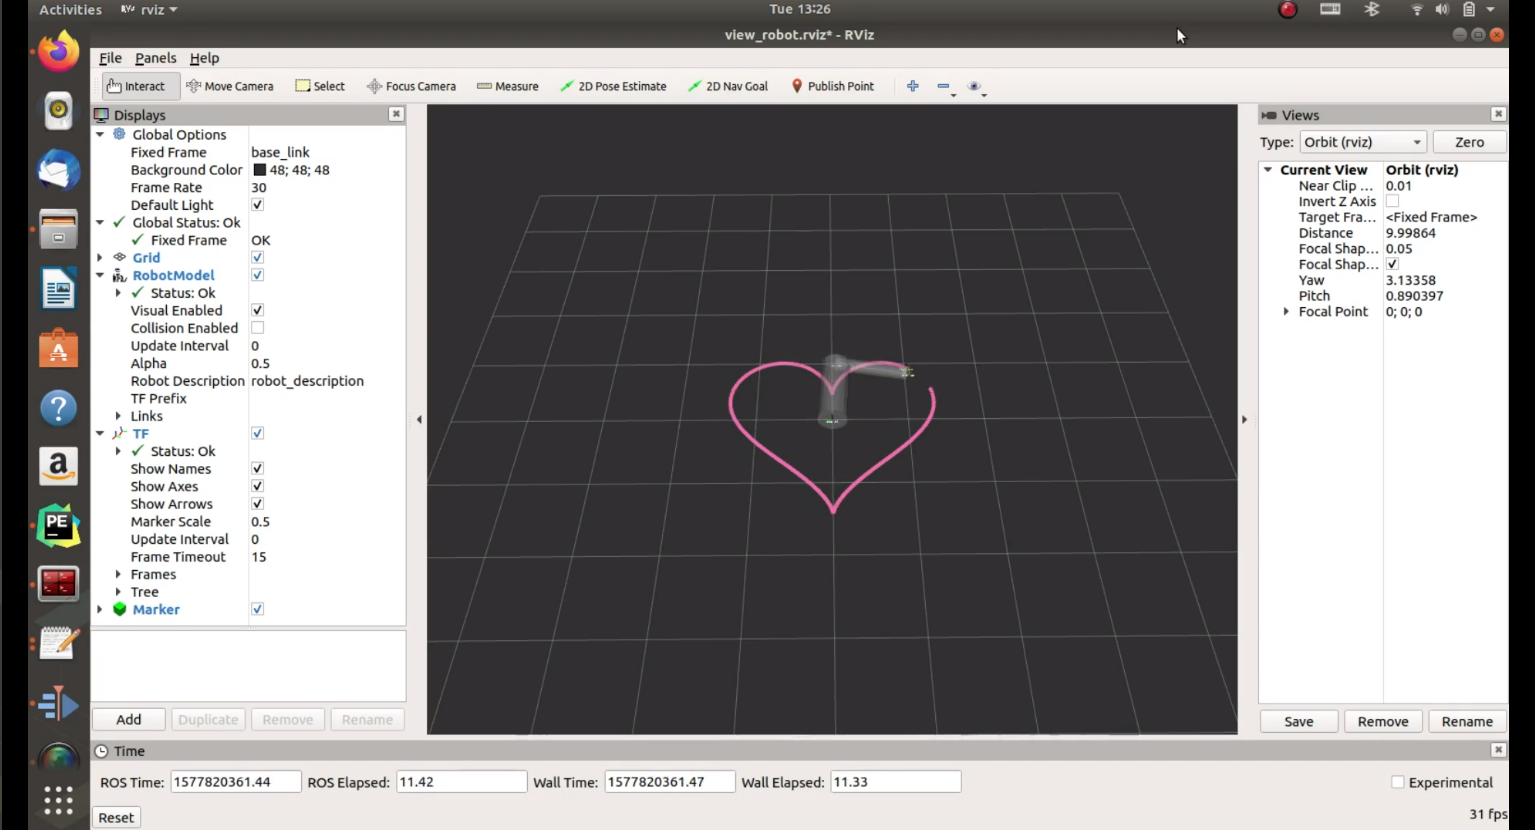 Activities rviz Tue 13:26
view_robot.rviz* - RViz
File Panels Help
Interact Move Camera Select Focus Camera Measure 2D Pose Estimate 2D Nav Goal Publish Point
Displays
Global Options
Fixed Frame base_link
Background Color 48; 48; 48
Frame Rate 30
Default Light
Global Status: Ok
Fixed Frame OK
Grid
RobotModel
Status: Ok
Visual Enabled
Collision Enabled
Update Interval 0
Alpha 0.5
Robot Description robot_description
TF Prefix
Links
TF
Status: Ok
Show Names
Show Axes
Show Arrows
Marker Scale 0.5
Update Interval 0
Frame Timeout 15
Frames
Tree
Marker
Add Duplicate Remove Rename
Views
Type: Orbit (rviz) Zero
Current View Orbit (rviz)
Near Clip ... 0.01
Invert Z Axis
Target Fra... <Fixed Frame>
Distance 9.99864
Focal Shap... 0.05
Focal Shap...
Yaw 3.13358
Pitch 0.890397
Focal Point 0; 0; 0
Save Remove Rename
Time
ROS Time: 1577820361.44 ROS Elapsed: 11.42 Wall Time: 1577820361.47 Wall Elapsed: 11.33 Experimental
Reset 31 fps
A
?
a
PE